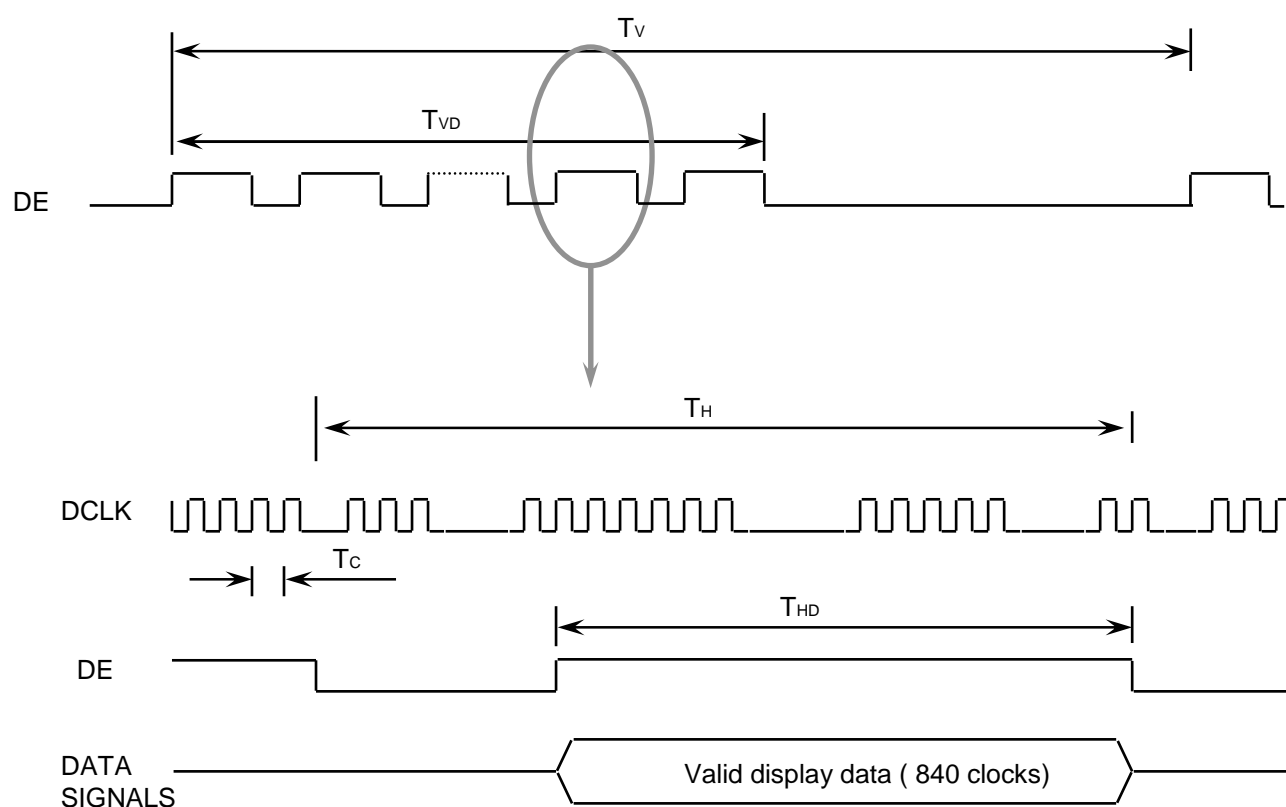 TV
TVD
DE
TH
DCLK
TC
THD
DE
Valid display data ( 840 clocks)
DATA
SIGNALS